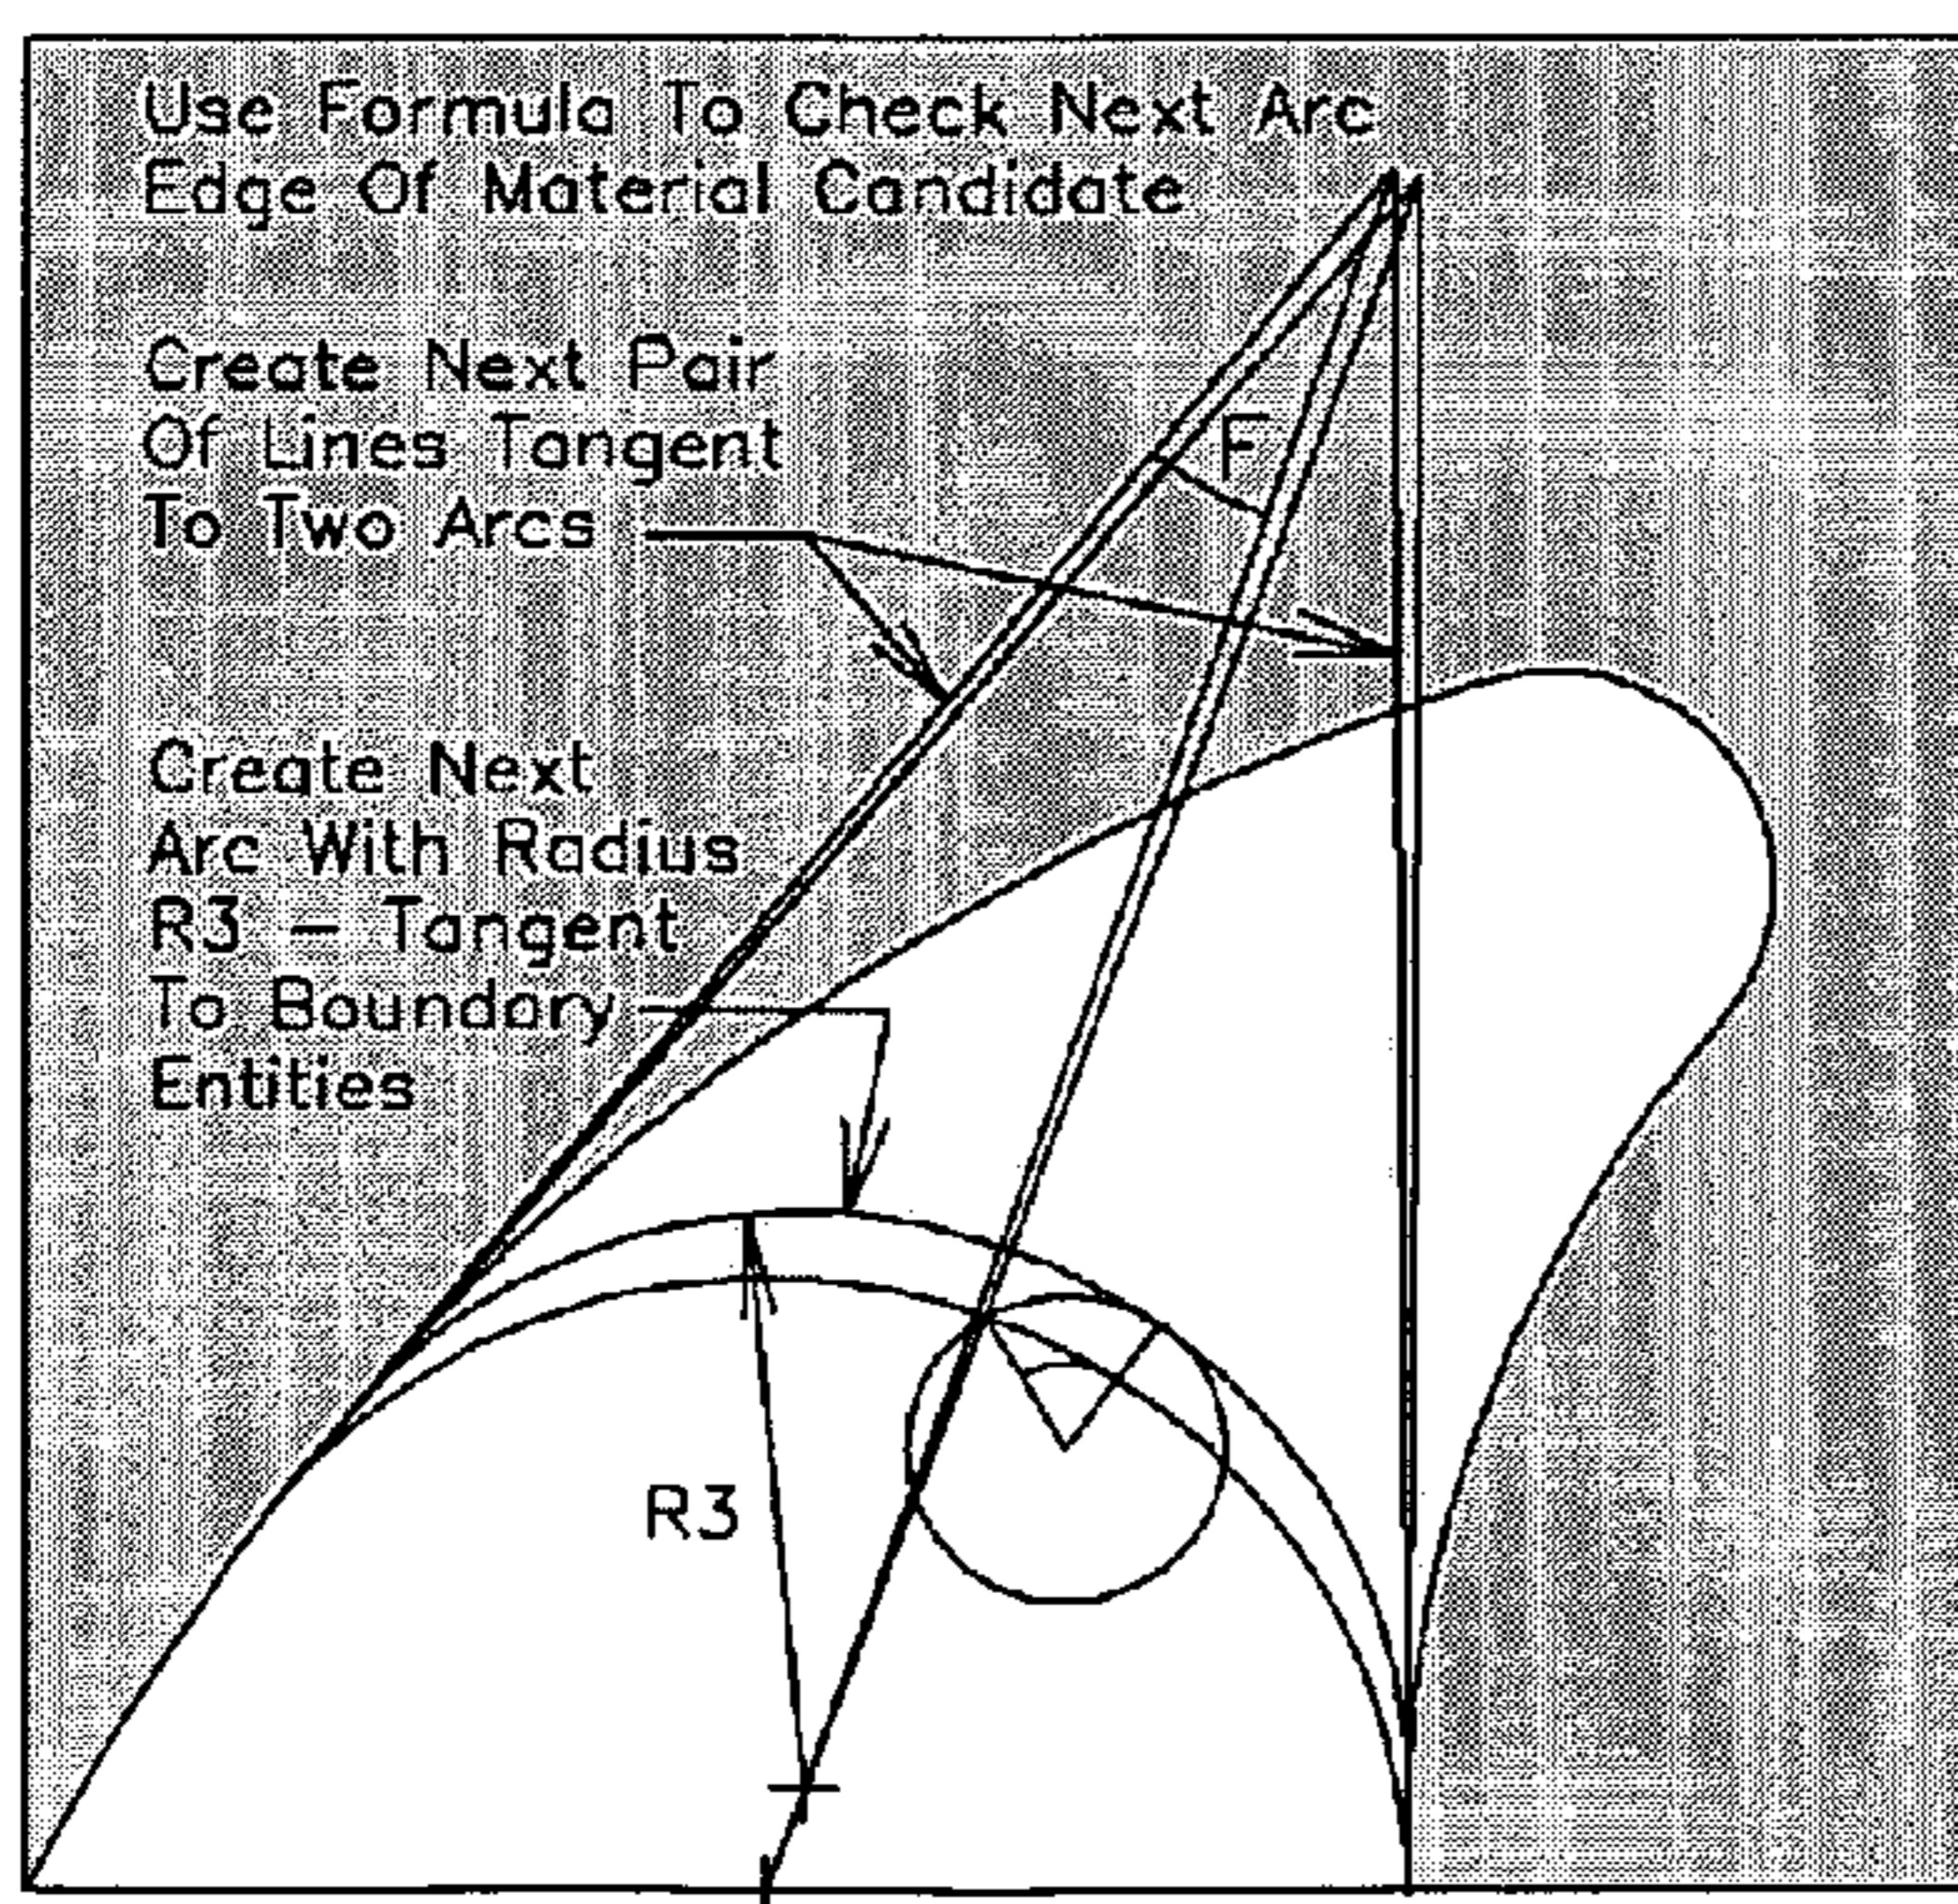 Use Formula To Check Next Arc
Edge Of Material Candidate
Create Next Pair
Of Lines Tangent
To Two Arcs
F
Create Next
Arc With Radius
R3 - Tangent
To Boundary
Entities
R3